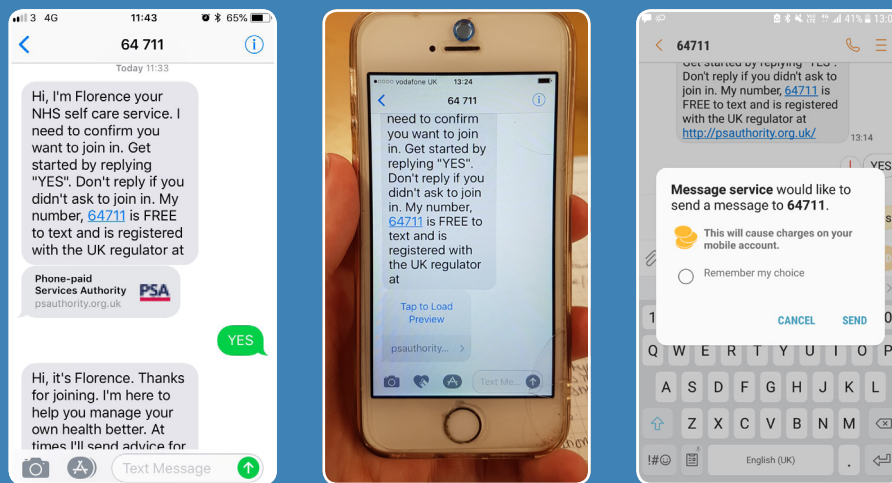 3 4G 11:43 65%
64 711
Today 11:33
Hi, I'm Florence your
NHS self care service. I
need to confirm you
want to join in. Get
started by replying
"YES". Don't reply if you
didn't ask to join in. My
number, 64711 is FREE
to text and is registered
with the UK regulator at
Phone-paid
Services Authority
PSA
psauthority.org.uk
YES
Hi, it's Florence. Thanks
for joining. I'm here to
help you manage your
own health better. At
times I'll send advice for
Text Message
vodafone UK 13:24
64 711
need to confirm
you want to join
in. Get started by
replying "YES".
Don't reply if you
didn't ask to join
in. My number,
64711 is FREE to
text and is
registered with
the UK regulator
at
Tap to Load
Preview
psauthority...
Text Me...
41% 13:0
64711
Get started by replying "YES".
Don't reply if you didn't ask to
join in. My number, 64711 is
FREE to text and is registered
with the UK regulator at
http://psauthority.org.uk/
13:14
! YES
Message service would like to
send a message to 64711.
This will cause charges on your
mobile account.
Remember my choice
CANCEL SEND
1 0
Q W E R T Y U I O P
A S D F G H J K L
Z X C V B N M
!#☺ English (UK) .